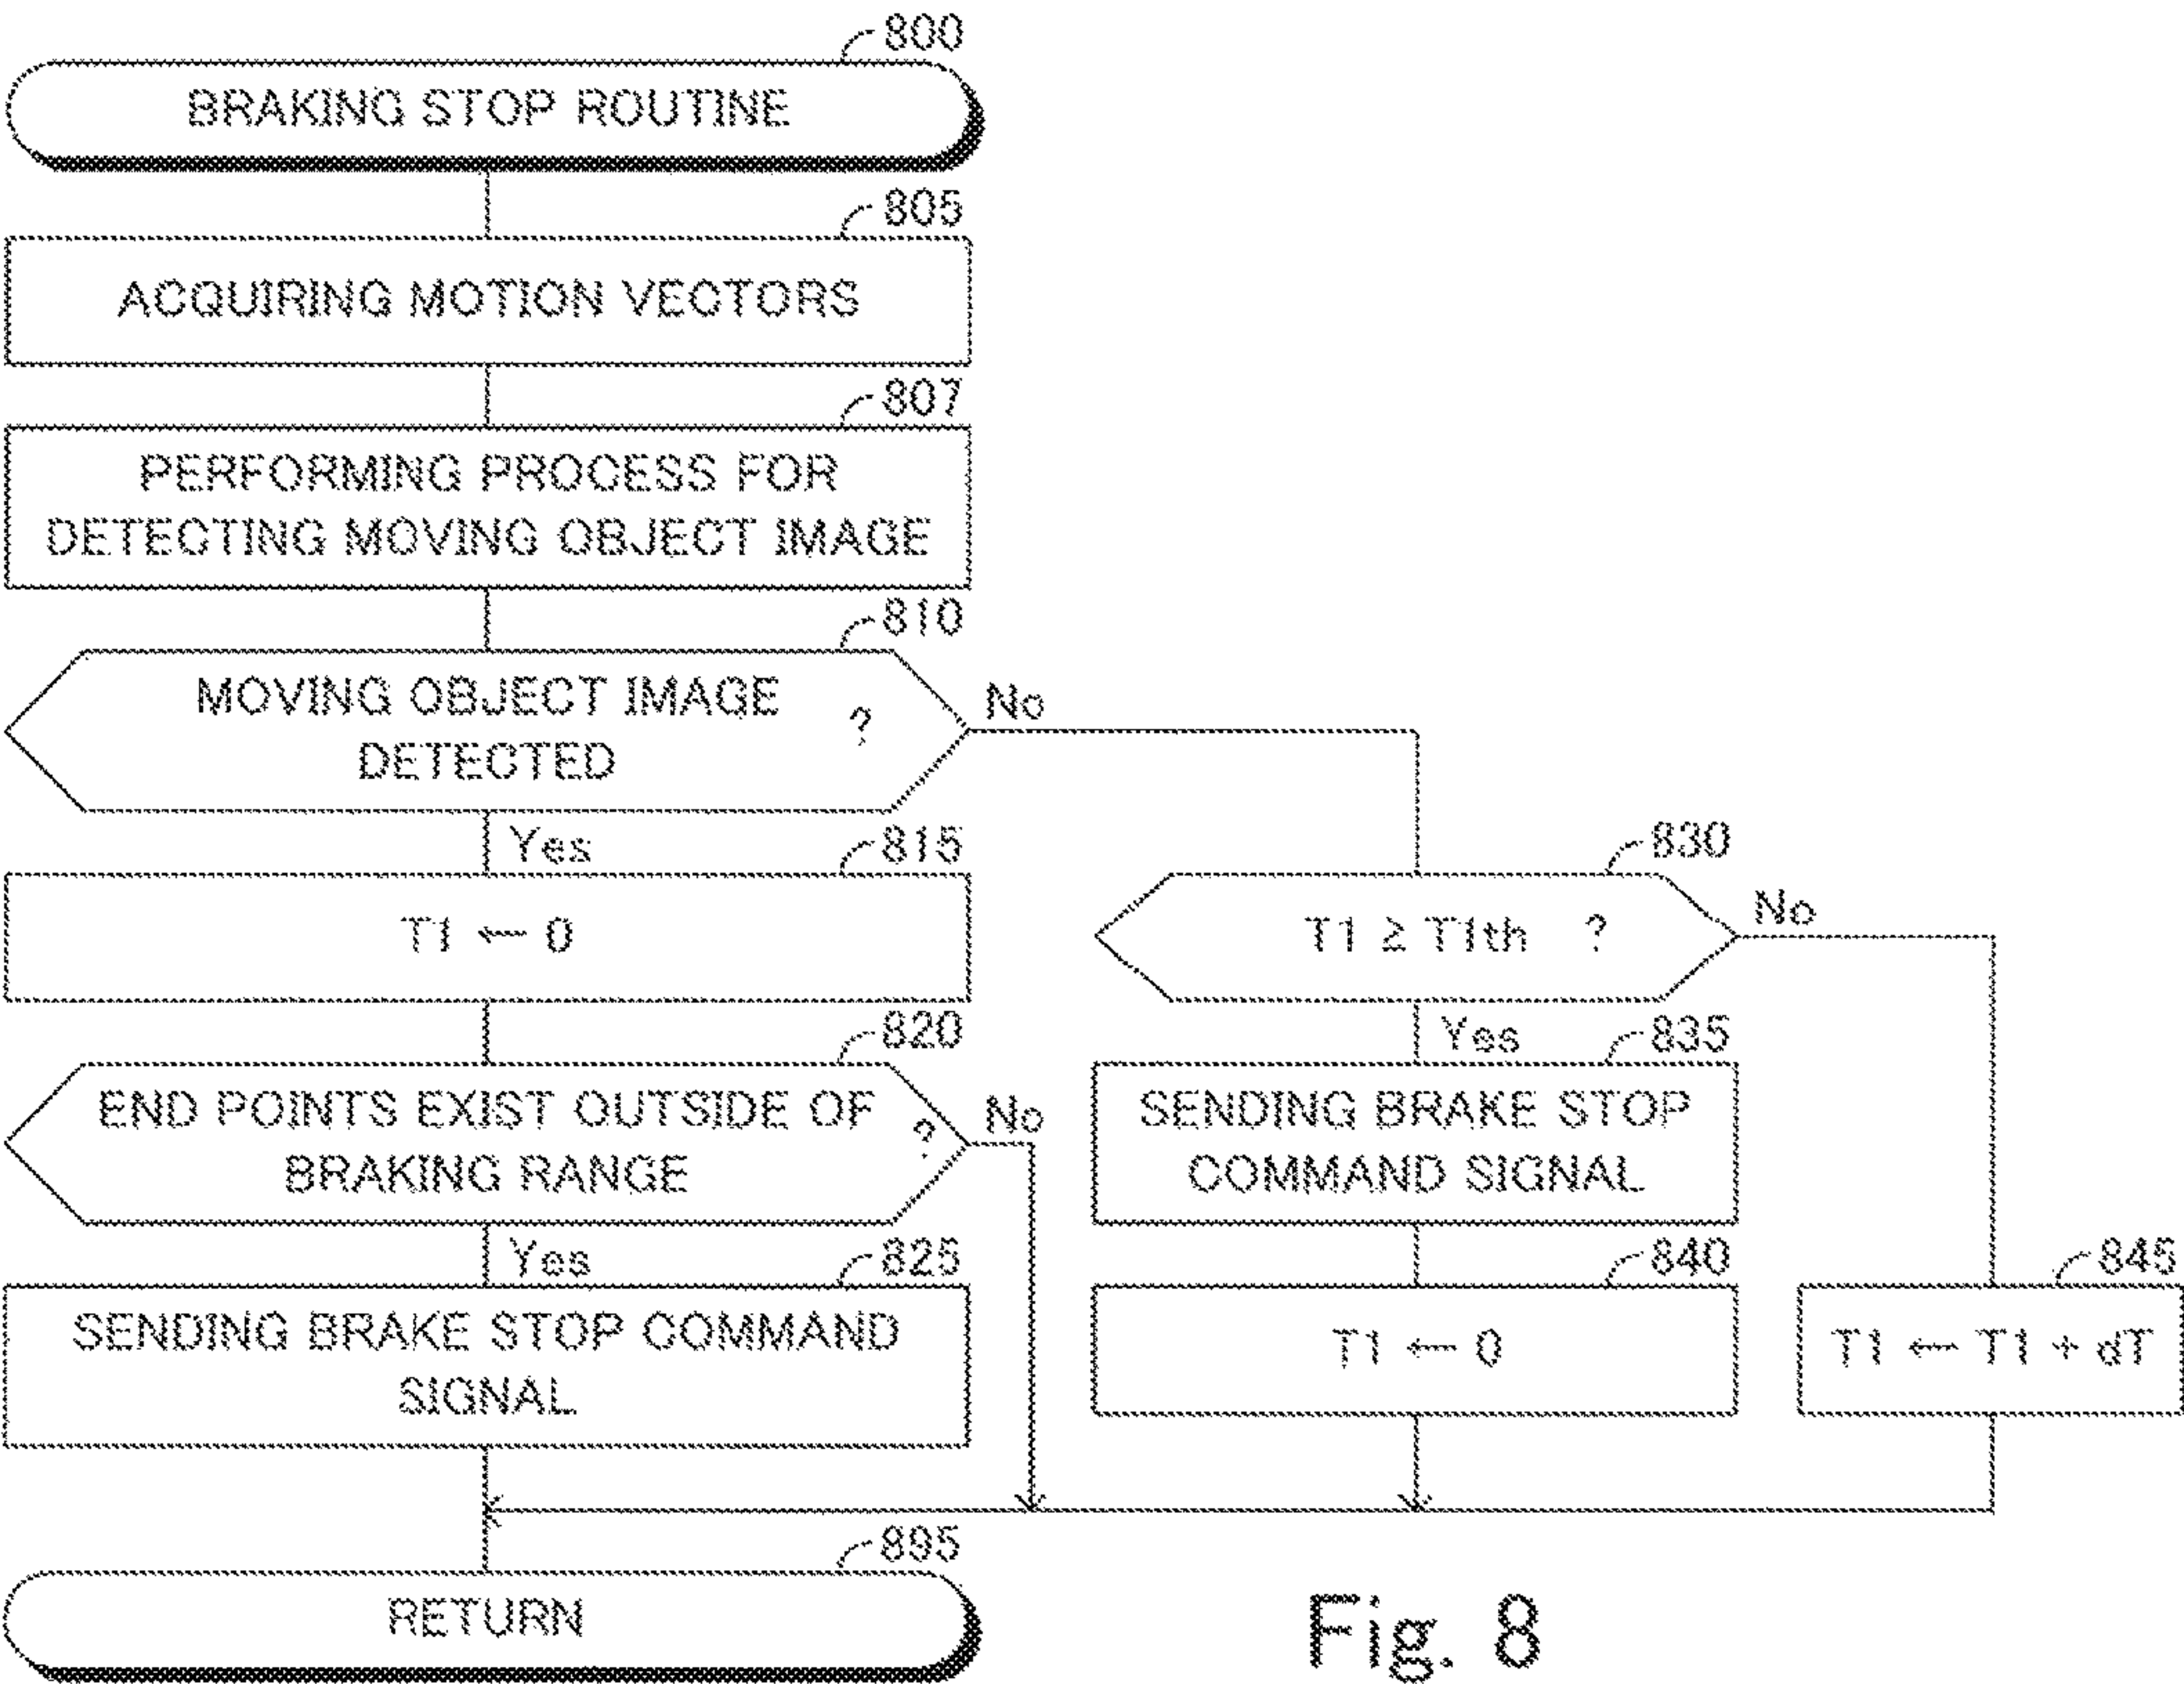 800
BRAKING STOP ROUTINE
805
ACQUIRING MOTION VECTORS
807
PERFORMING PROCESS FOR
DETECTING MOVING OBJECT IMAGE
810
MOVING OBJECT IMAGE
DETECTED
?
No
Yes
815
T1 ← 0
820
END POINTS EXIST OUTSIDE OF
BRAKING RANGE
?
No
Yes
825
SENDING BRAKE STOP COMMAND
SIGNAL
830
T1 ≥ T1th ?
No
Yes
835
SENDING BRAKE STOP
COMMAND SIGNAL
840
T1 ← 0
845
T1 ← T1 + dT
895
RETURN
Fig. 8